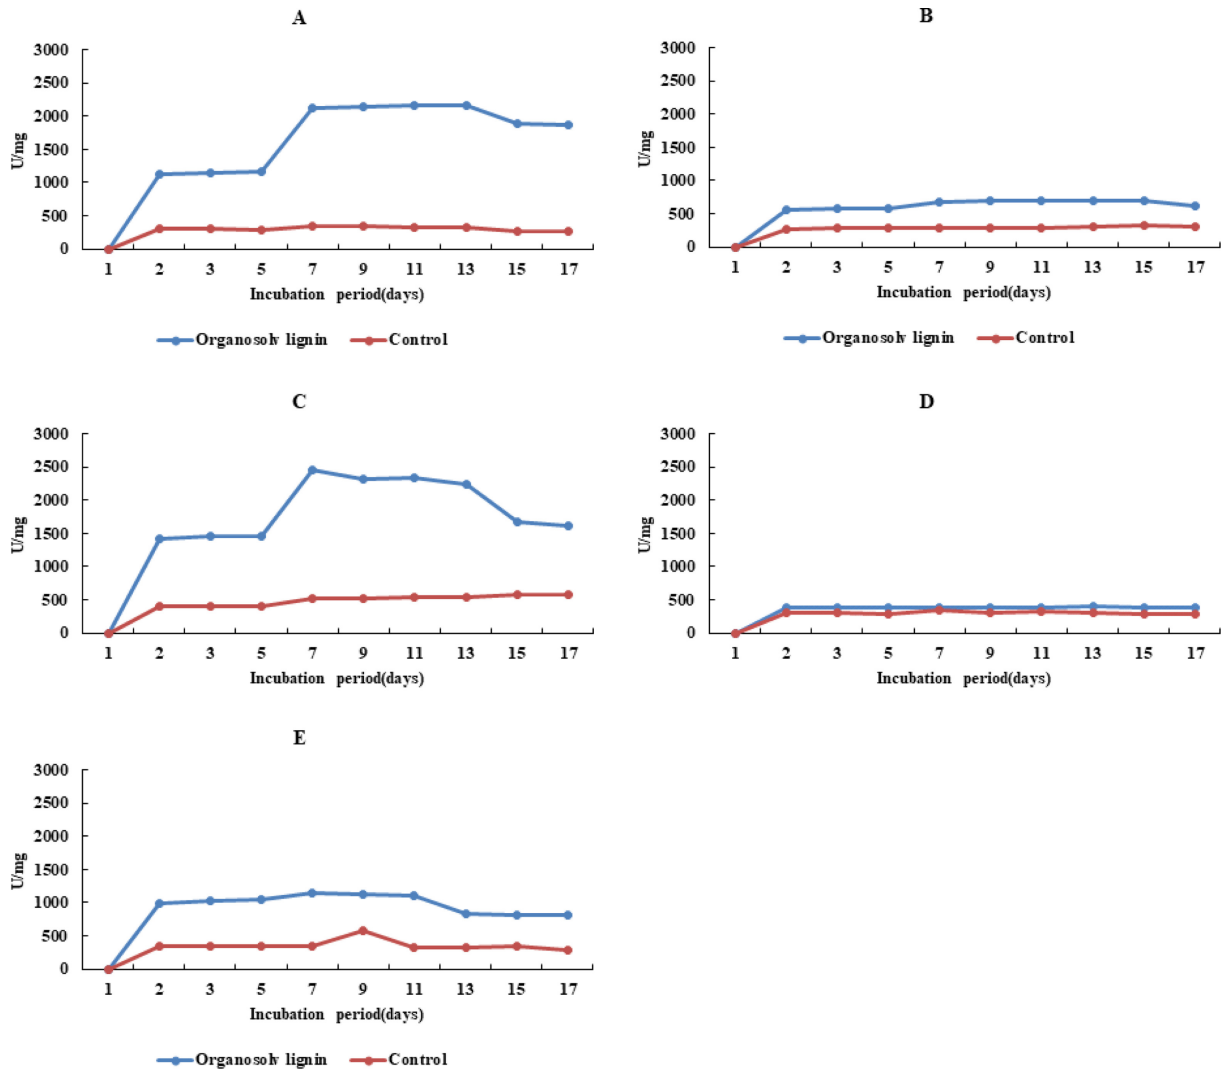 A
3000
2500
2000
1500
1000
500
0
U/mg
1 2 3 5 7 9 11 13 15 17
Incubation period(days)
Organosolv lignin Control
B
3000
2500
2000
1500
1000
500
0
U/mg
1 2 3 5 7 9 11 13 15 17
Incubation period(days)
Organosolv lignin Control
C
3000
2500
2000
1500
1000
500
0
U/mg
1 2 3 5 7 9 11 13 15 17
Incubation period(days)
D
3000
2500
2000
1500
1000
500
0
U/mg
1 2 3 5 7 9 11 13 15 17
Incubation period(days)
E
3000
2500
2000
1500
1000
500
0
U/mg
1 2 3 5 7 9 11 13 15 17
Incubation period(days)
Organosolv lignin Control